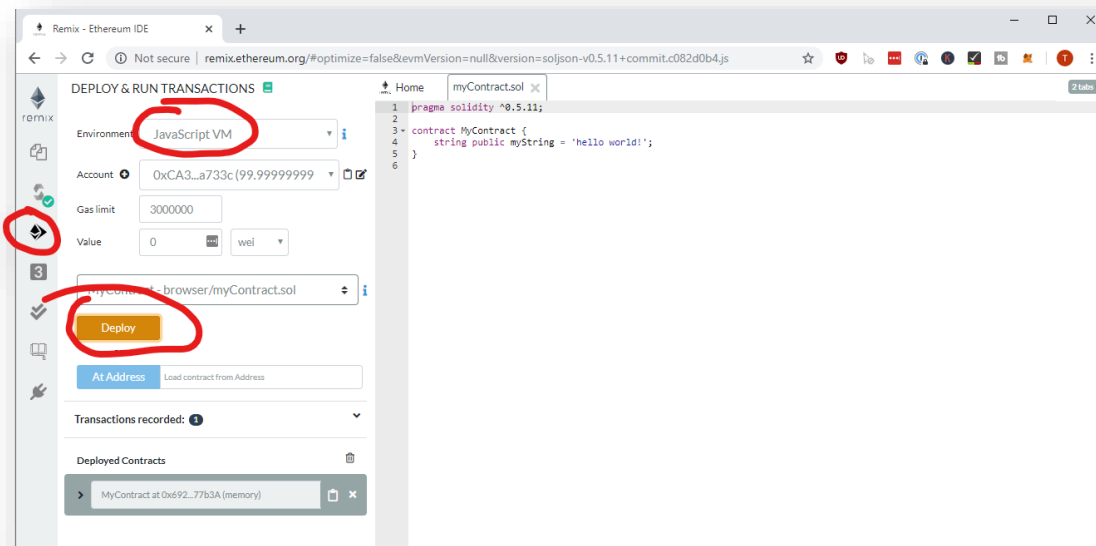 Remix - Ethereum IDE
Not secure | remix.ethereum.org/#optimize=false&evmVersion=null&version=soljson-v0.5.11+commit.c082d0b4.js
remix
DEPLOY & RUN TRANSACTIONS
Environment JavaScript VM
Account 0xCA3...a733c (99.99999999
Gas limit 3000000
Value 0 wei
MyContract - browser/myContract.sol
Deploy
At Address Load contract from Address
Transactions recorded: 1
Deployed Contracts
MyContract at 0x692...77b3A (memory)
Home myContract.sol
2 tabs
1 pragma solidity ^0.5.11;
2
3 contract MyContract {
4 string public myString = 'hello world!';
5 }
6